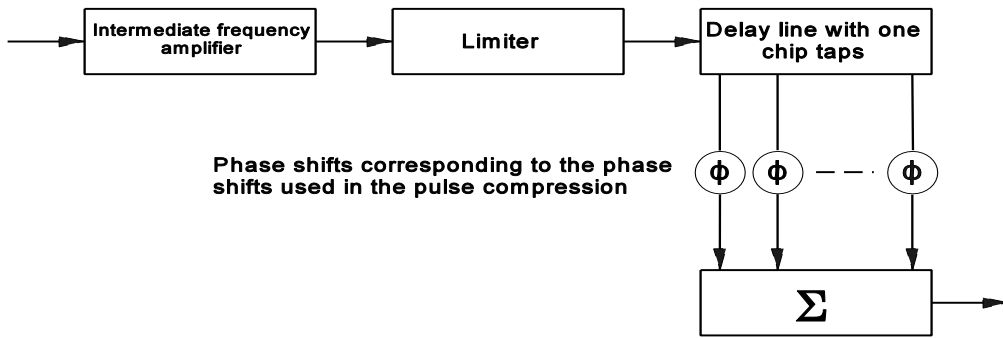 Intermediate frequency
amplifier
Limiter
Delay line with one
chip taps
Phase shifts corresponding to the phase
shifts used in the pulse compression
ϕ ϕ ϕ
Σ